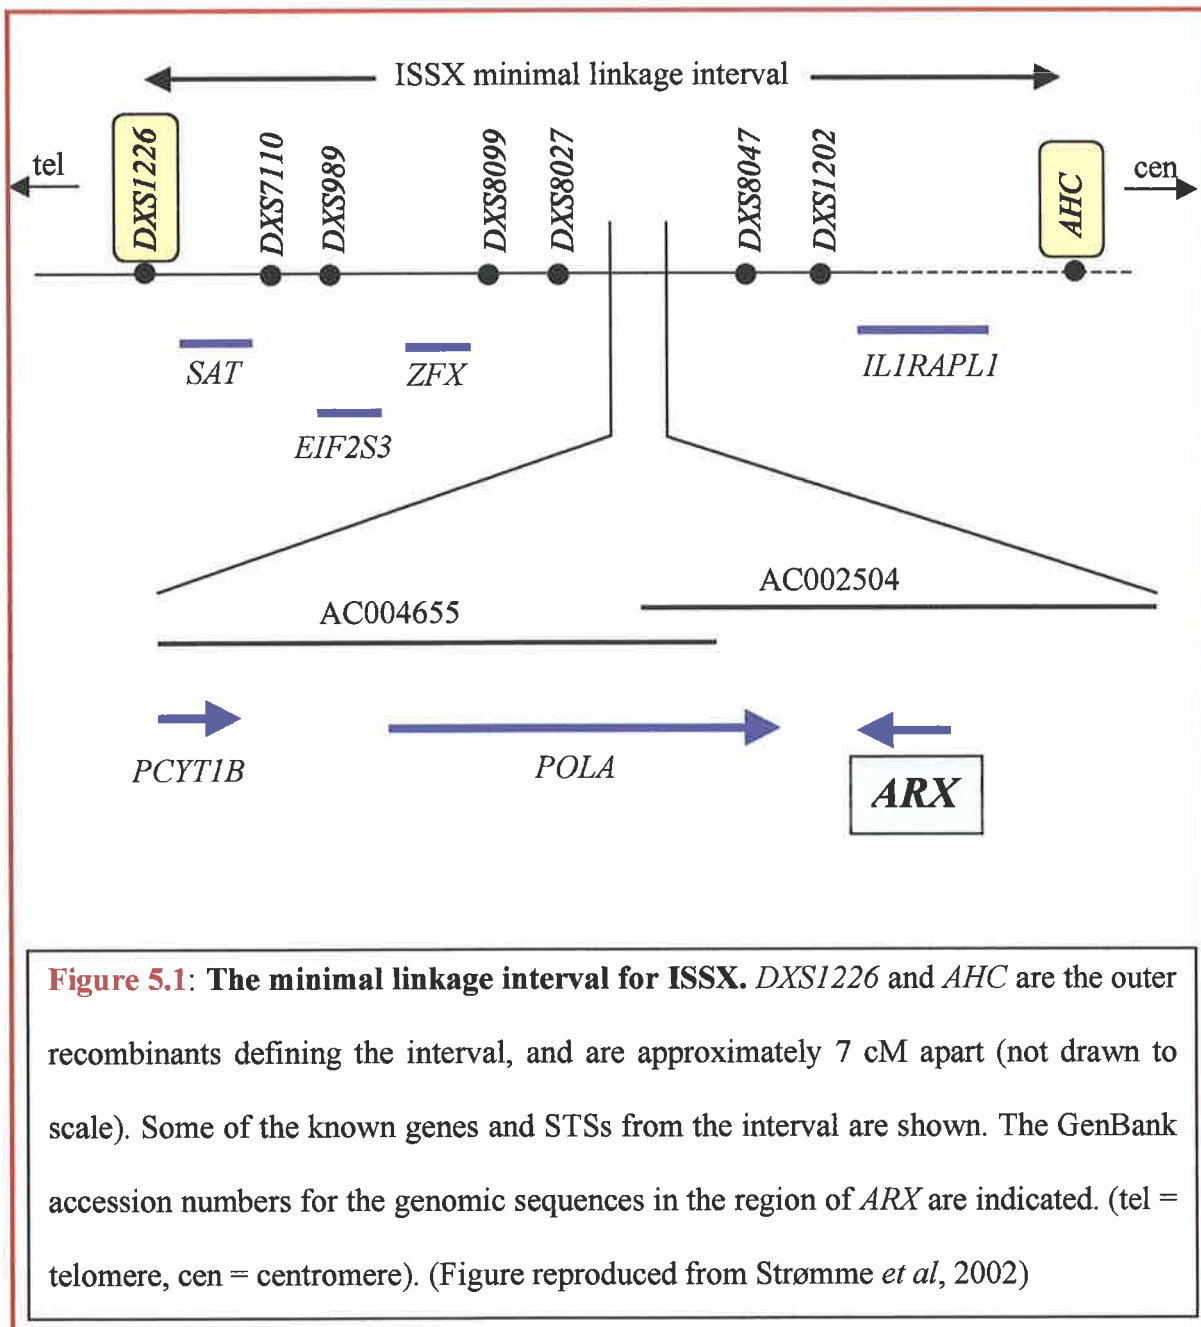 ISSX minimal linkage interval
tel
DXS1226
DXS7110
DXS989
DXS8099
DXS8027
DXS8047
DXS1202
AHC
cen
SAT
ZFX
IL1RAPL1
EIF2S3
AC002504
AC004655
PCYT1B
POLA
ARX
Figure 5.1: The minimal linkage interval for ISSX. DXS1226 and AHC are the outer
recombinants defining the interval, and are approximately 7 cM apart (not drawn to
scale). Some of the known genes and STSs from the interval are shown. The GenBank
accession numbers for the genomic sequences in the region of ARX are indicated. (tel =
telomere, cen = centromere). (Figure reproduced from Strømme et al, 2002)